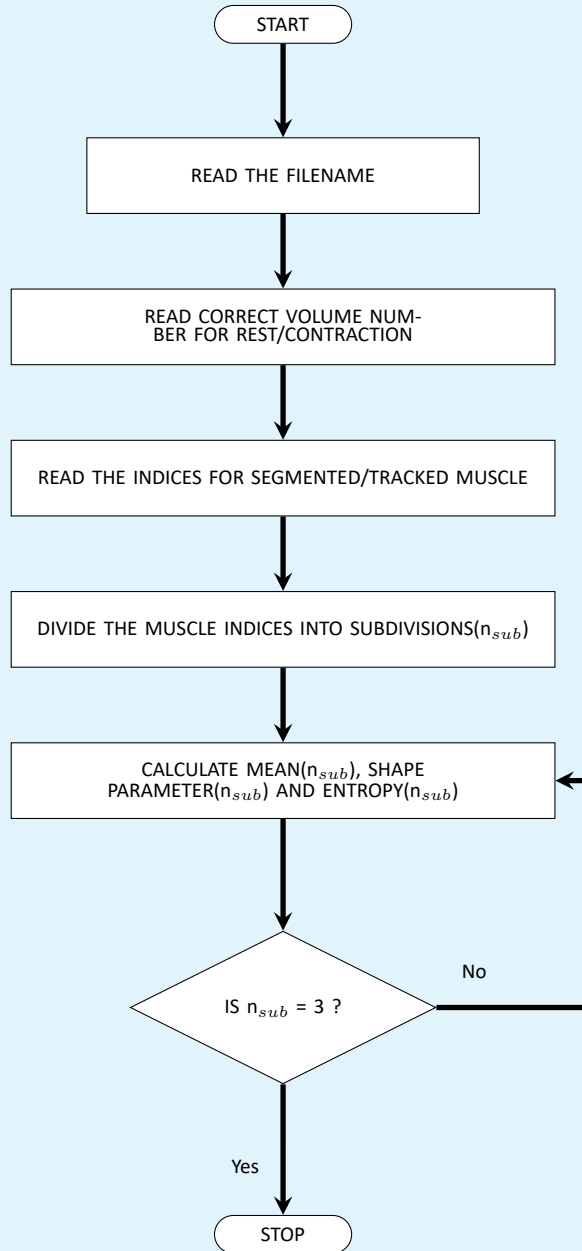 START
READ THE FILENAME
READ CORRECT VOLUME NUM-
BER FOR REST/CONTRACTION
READ THE INDICES FOR SEGMENTED/TRACKED MUSCLE
DIVIDE THE MUSCLE INDICES INTO SUBDIVISIONS(n_sub)
CALCULATE MEAN(n_sub), SHAPE
PARAMETER(n_sub) AND ENTROPY(n_sub)
No
IS n_sub = 3 ?
Yes
STOP